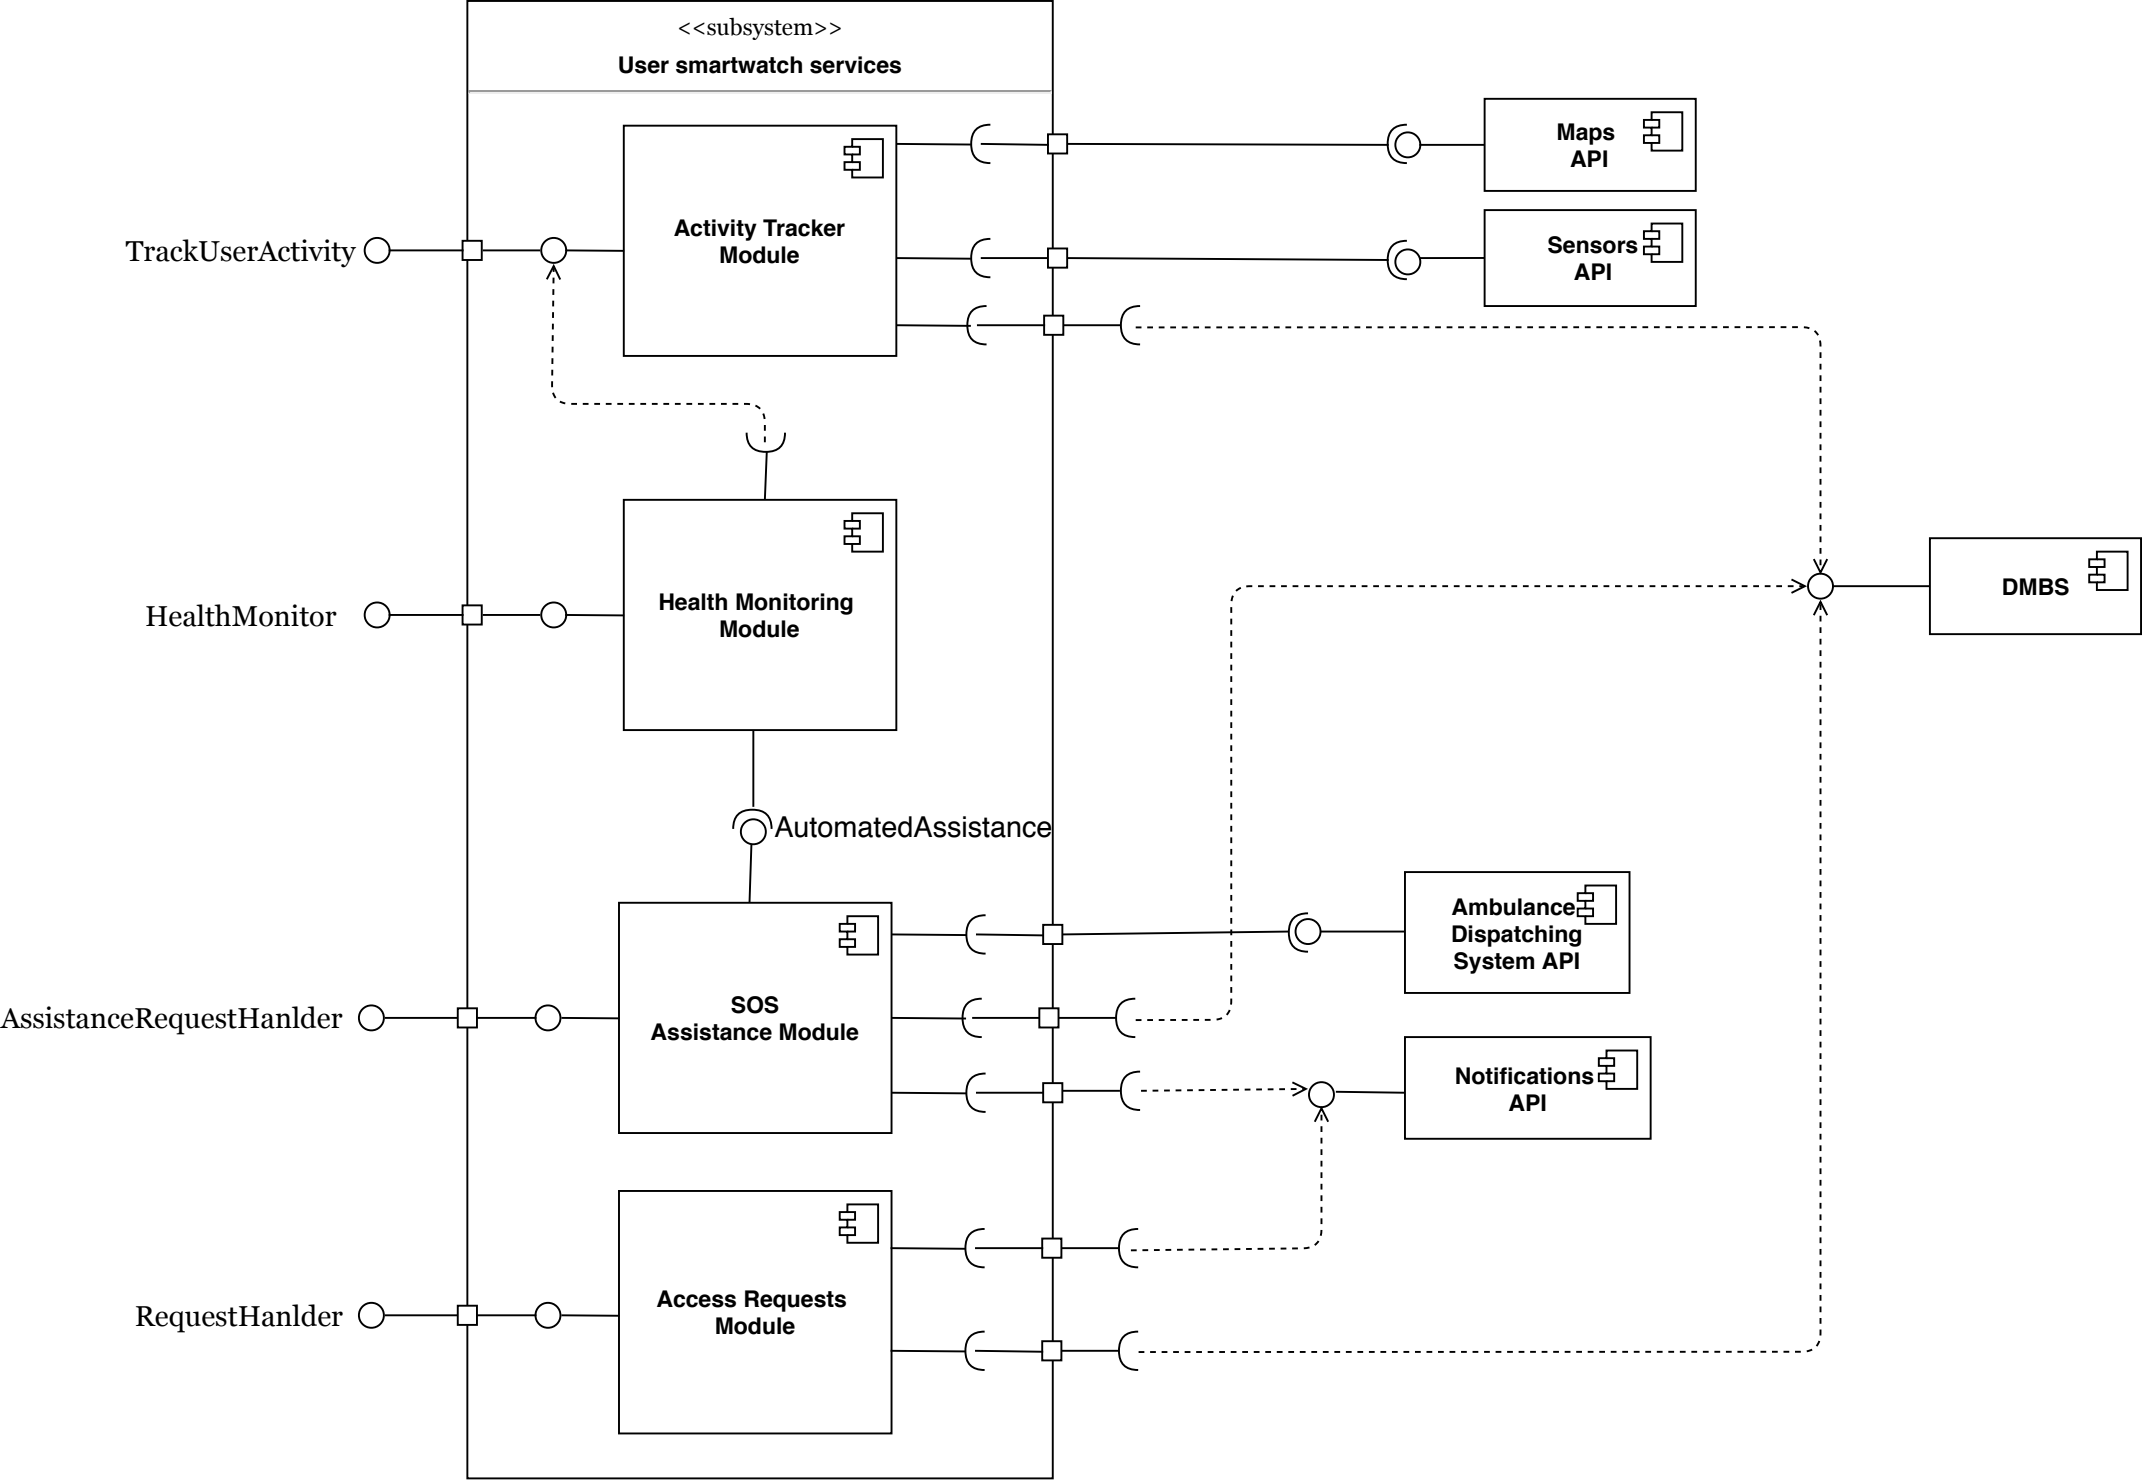 <<subsystem>>
User smartwatch services
Maps
API
Activity Tracker
Module
TrackUserActivity
Sensors
API
Health Monitoring
Module
HealthMonitor
DMBS
AutomatedAssistance
Ambulance
Dispatching
System API
SOS
Assistance Module
AssistanceRequestHanlder
Notifications
API
Access Requests
Module
RequestHanlder